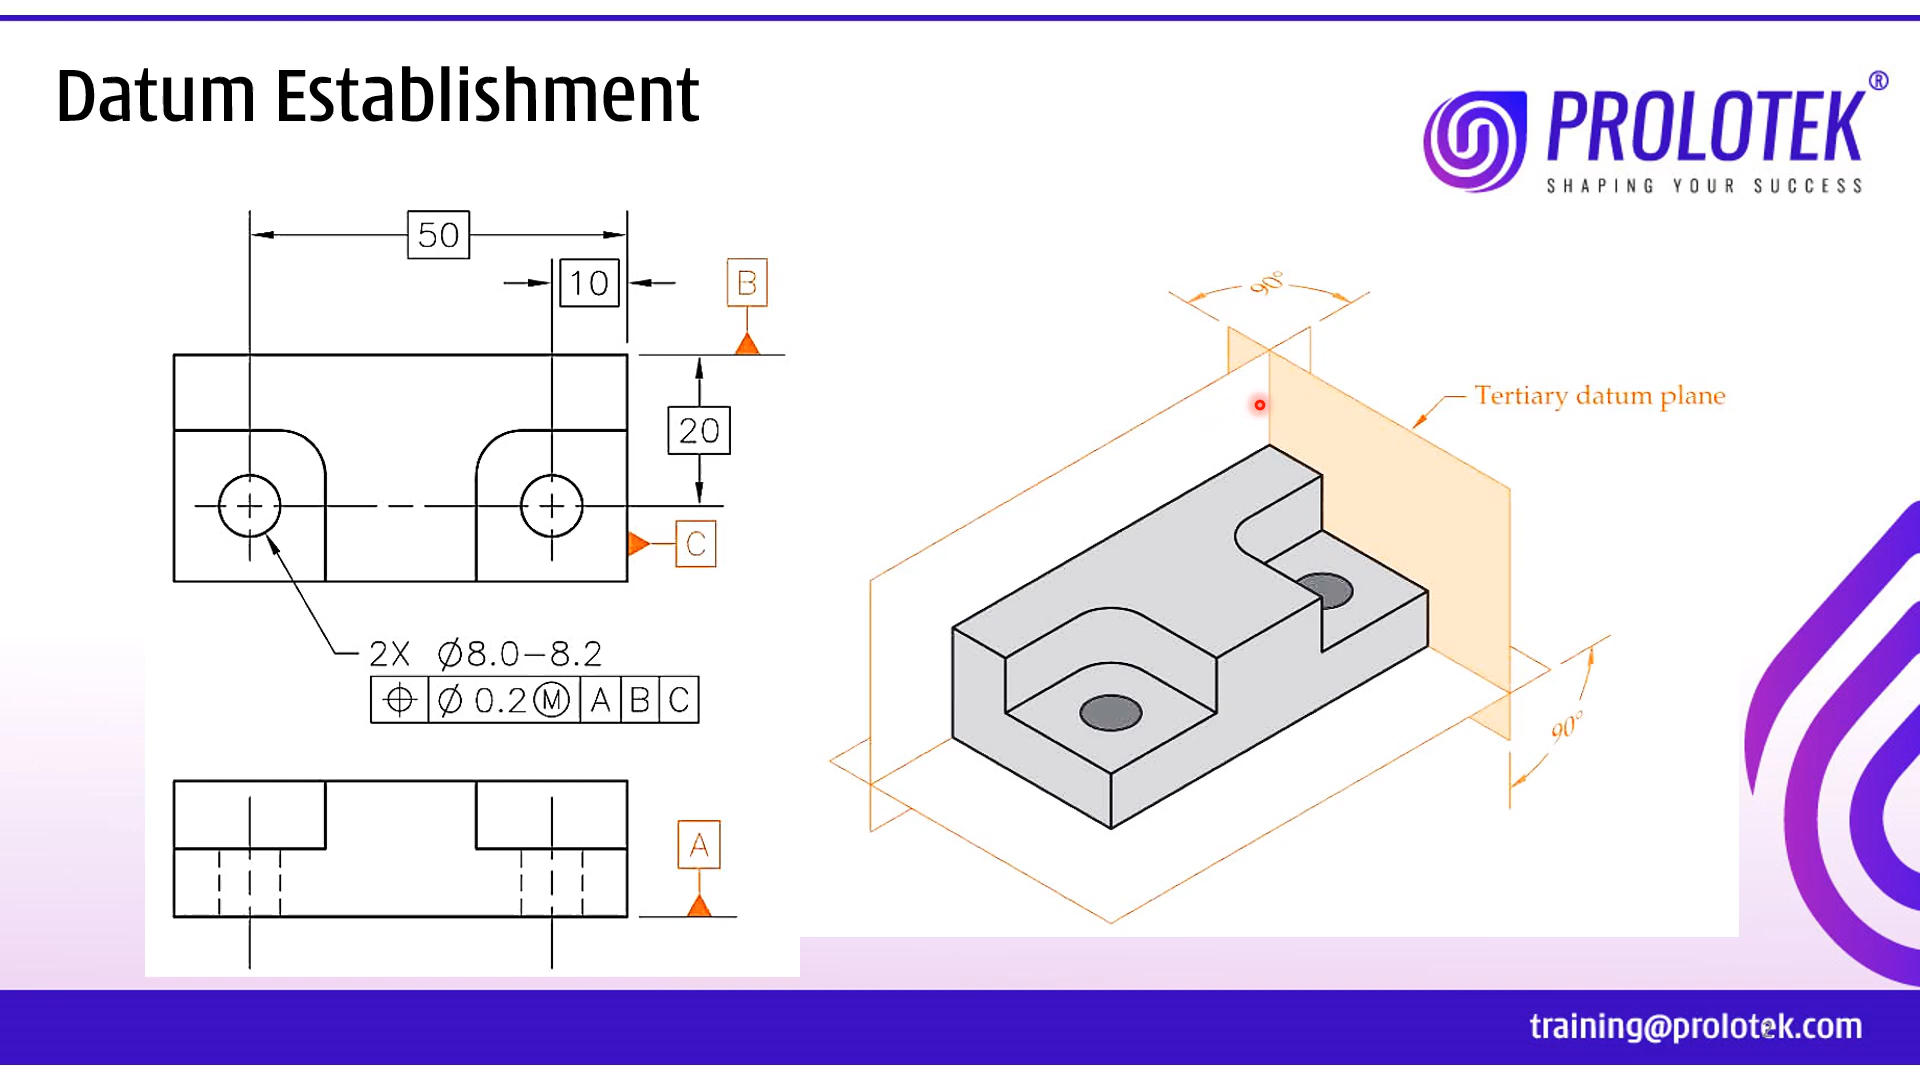 Datum Establishment
PROLOTEK®
SHAPING YOUR SUCCESS
50
10
B
20
C
2X Ø8.0-8.2
⌖ Ø 0.2 Ⓜ A B C
A
90°
Tertiary datum plane
90°
training@prolotek.com
2